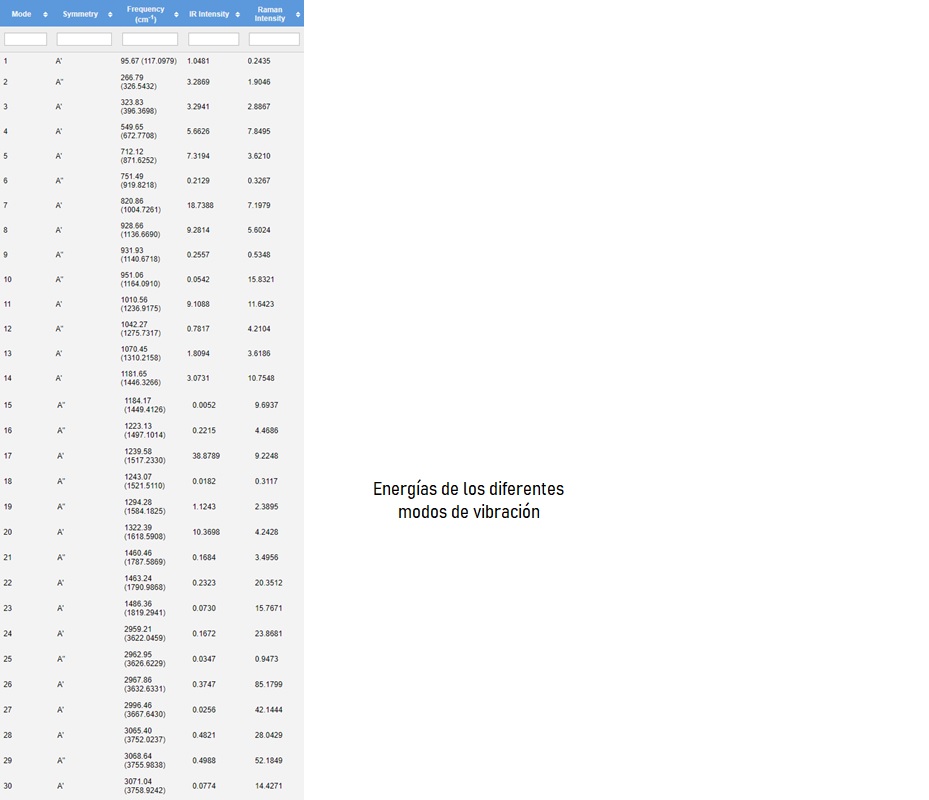 Mode Symmetry Frequency (cm-1) IR Intensity Raman Intensity
1 A' 95.67 (117.0979) 1.0481 0.2435
2 A" 266.79 (326.5432) 3.2869 1.9046
3 A' 323.83 (396.3698) 3.2941 2.8867
4 A' 549.65 (672.7708) 5.6626 7.8495
5 A' 712.12 (871.6252) 7.3194 3.6210
6 A" 751.49 (919.8218) 0.2129 0.3267
7 A' 820.86 (1004.7261) 18.7388 7.1979
8 A' 928.66 (1136.6690) 9.2814 5.6024
9 A" 931.93 (1140.6718) 0.2557 0.5348
10 A" 951.06 (1164.0910) 0.0542 15.8321
11 A' 1010.56 (1236.9175) 9.1088 11.6423
12 A" 1042.27 (1275.7317) 0.7817 4.2104
13 A' 1070.45 (1310.2158) 1.8094 3.6186
14 A' 1181.65 (1446.3266) 3.0731 10.7548
15 A" 1184.17 (1449.4126) 0.0052 9.6937
16 A" 1223.13 (1497.1014) 0.2215 4.4686
17 A' 1239.58 (1517.2330) 38.8789 9.2248
18 A" 1243.07 (1521.5110) 0.0182 0.3117
19 A" 1294.28 (1584.1825) 1.1243 2.3895
20 A' 1322.39 (1618.5908) 10.3698 4.2428
21 A" 1460.46 (1787.5869) 0.1684 3.4956
22 A' 1463.24 (1790.9868) 0.2323 20.3512
23 A' 1486.36 (1819.2941) 0.0730 15.7671
24 A' 2959.21 (3622.0459) 0.1672 23.8681
25 A" 2962.95 (3626.6229) 0.0347 0.9473
26 A' 2967.86 (3632.6331) 0.3747 85.1799
27 A' 2996.46 (3667.6430) 0.0256 42.1444
28 A' 3065.40 (3752.0237) 0.4821 28.0429
29 A" 3068.64 (3755.9838) 0.4988 52.1849
30 A' 3071.04 (3758.9242) 0.0774 14.4271
Energías de los diferentes
modos de vibración